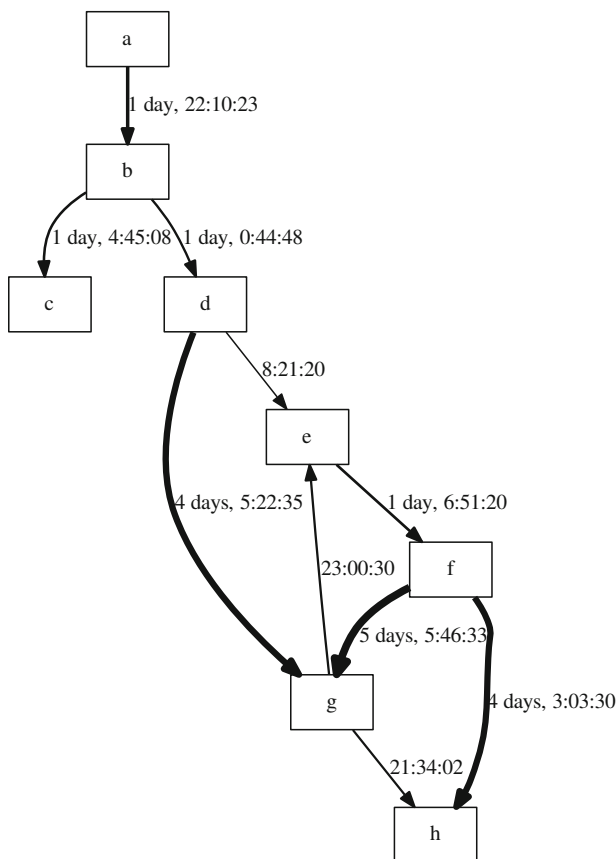 a
1 day, 22:10:23
b
1 day, 4:45:08
1 day, 0:44:48
c
d
8:21:20
e
4 days, 5:22:35
1 day, 6:51:20
23:00:30
f
5 days, 5:46:33
g
4 days, 3:03:30
21:34:02
h